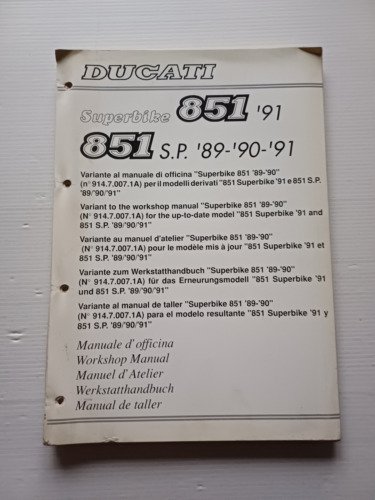 DUCATI
Superbike 851 '91
851 S.P. '89-'90-'91
Variante al manuale di officina "Superbike 851 '89-'90"
(n° 914.7.007.1A) per il modelli derivati "851 Superbike '91 e 851 S.P.
'89/'90/'91"
Variant to the workshop manual "Superbike 851 '89-'90"
(N° 914.7.007.1A) for the up-to-date model "851 Superbike '91 and
851 S.P. '89/'90/'91"
Variante au manuel d'atelier "Superbike 851 '89-'90"
(N° 914.7.007.1A) pour le modèle mis à jour "851 Superbike '91 et
851 S.P. '89/'90/'91"
Variante zum Werkstatthandbuch "Superbike 851 '89-'90"
(N° 914.7.007.1A) für das Erneurungsmodell "851 Superbike '91
und 851 S.P. '89/'90/'91"
Variante al manual de taller "Superbike 851 '89-'90"
(N° 914.7.007.1A) para el modelo resultante "851 Superbike '91 y
851 S.P. '89/'90/'91"
Manuale d'officina
Workshop Manual
Manuel d'Atelier
Werkstatthandbuch
Manual de taller